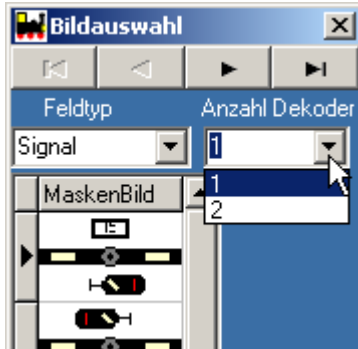 Bildauswahl
Feldtyp Anzahl Dekoder
Signal 1
1
2
MaskenBild